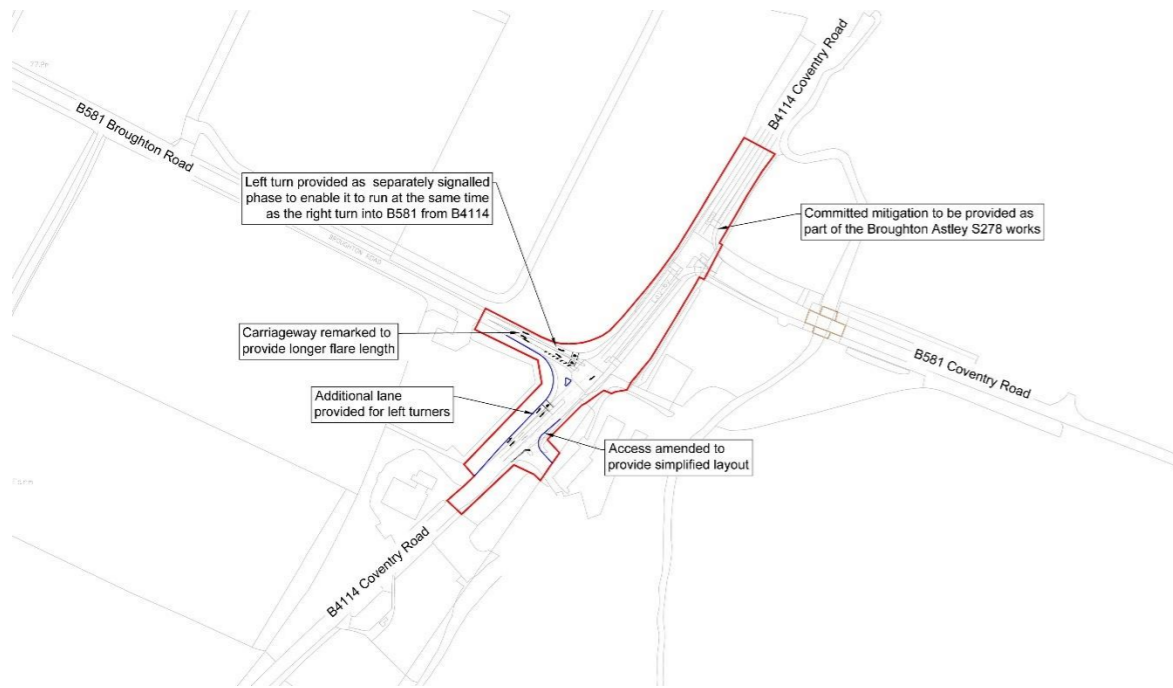 B4114 Coventry Road
B581 Broughton Road
Left turn provided as separately signalled
phase to enable it to run at the same time
as the right turn into B581 from B4114
Committed mitigation to be provided as
part of the Broughton Astley S278 works
BROUGHTON ROAD
Carriageway remarked to
provide longer flare length
B581 Coventry Road
Additional lane
provided for left turners
Access amended to
provide simplified layout
B4114 Coventry Road